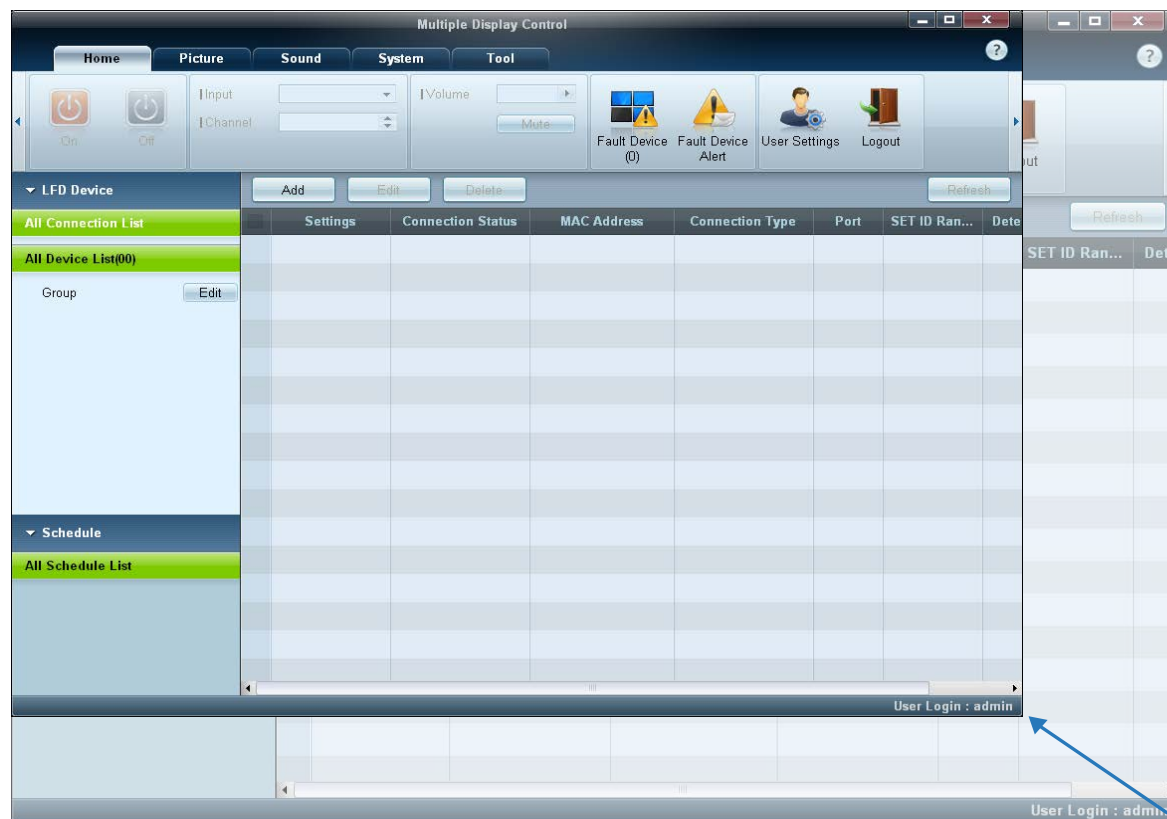 Multiple Display Control
Home Picture Sound System Tool
Input
Channel
Volume
Mute
On Off
Fault Device (0)
Fault Device Alert
User Settings
Logout
ut
LFD Device
Add Edit Delete Refresh
Refresh
All Connection List
Settings Connection Status MAC Address Connection Type Port SET ID Ran... Dete
SET ID Ran... Det
All Device List(00)
Group Edit
Schedule
All Schedule List
User Login : admin
User Login : admin